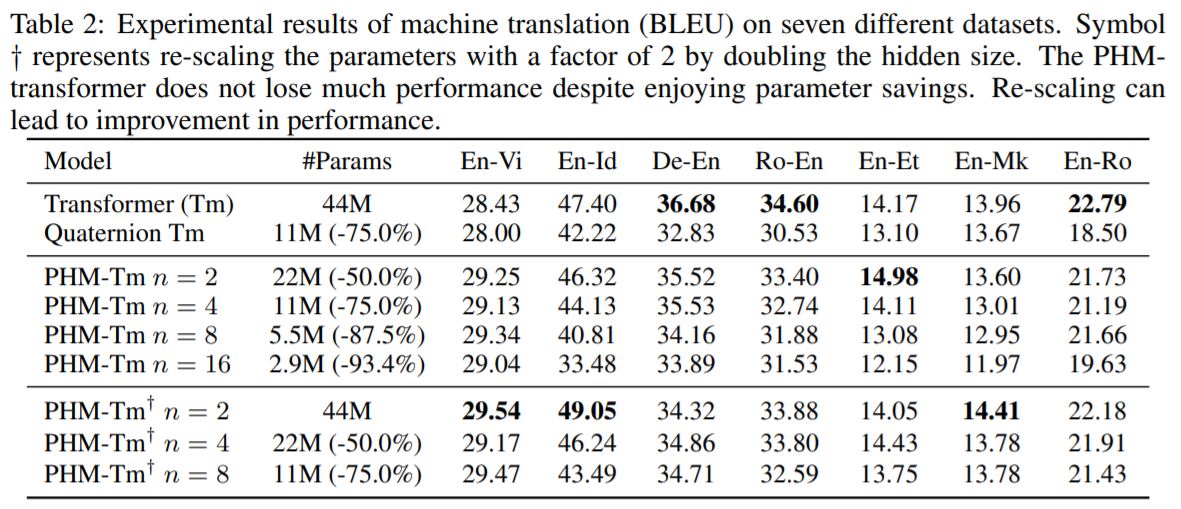 Table 2: Experimental results of machine translation (BLEU) on seven different datasets. Symbol
† represents re-scaling the parameters with a factor of 2 by doubling the hidden size. The PHM-
transformer does not lose much performance despite enjoying parameter savings. Re-scaling can
lead to improvement in performance.
Model #Params En-Vi En-Id De-En Ro-En En-Et En-Mk En-Ro
Transformer (Tm) 44M 28.43 47.40 36.68 34.60 14.17 13.96 22.79
Quaternion Tm 11M (-75.0%) 28.00 42.22 32.83 30.53 13.10 13.67 18.50
PHM-Tm n = 2 22M (-50.0%) 29.25 46.32 35.52 33.40 14.98 13.60 21.73
PHM-Tm n = 4 11M (-75.0%) 29.13 44.13 35.53 32.74 14.11 13.01 21.19
PHM-Tm n = 8 5.5M (-87.5%) 29.34 40.81 34.16 31.88 13.08 12.95 21.66
PHM-Tm n = 16 2.9M (-93.4%) 29.04 33.48 33.89 31.53 12.15 11.97 19.63
PHM-Tm† n = 2 44M 29.54 49.05 34.32 33.88 14.05 14.41 22.18
PHM-Tm† n = 4 22M (-50.0%) 29.17 46.24 34.86 33.80 14.43 13.78 21.91
PHM-Tm† n = 8 11M (-75.0%) 29.47 43.49 34.71 32.59 13.75 13.78 21.43